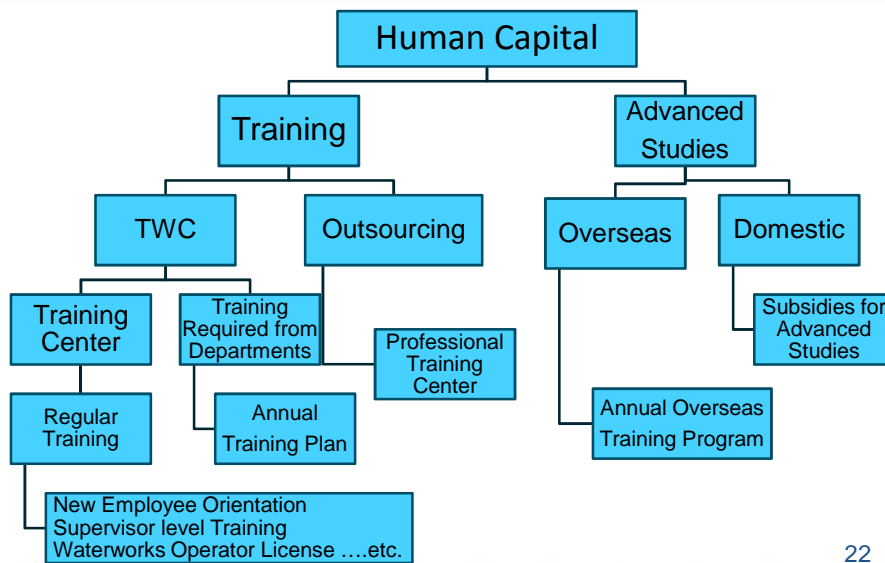 Human Capital
Training
Advanced
Studies
TWC
Outsourcing
Overseas
Domestic
Training
Center
Training
Required from
Departments
Professional
Training
Center
Subsidies for
Advanced
Studies
Regular
Training
Annual
Training Plan
Annual Overseas
Training Program
New Employee Orientation
Supervisor level Training
Waterworks Operator License ....etc.
22